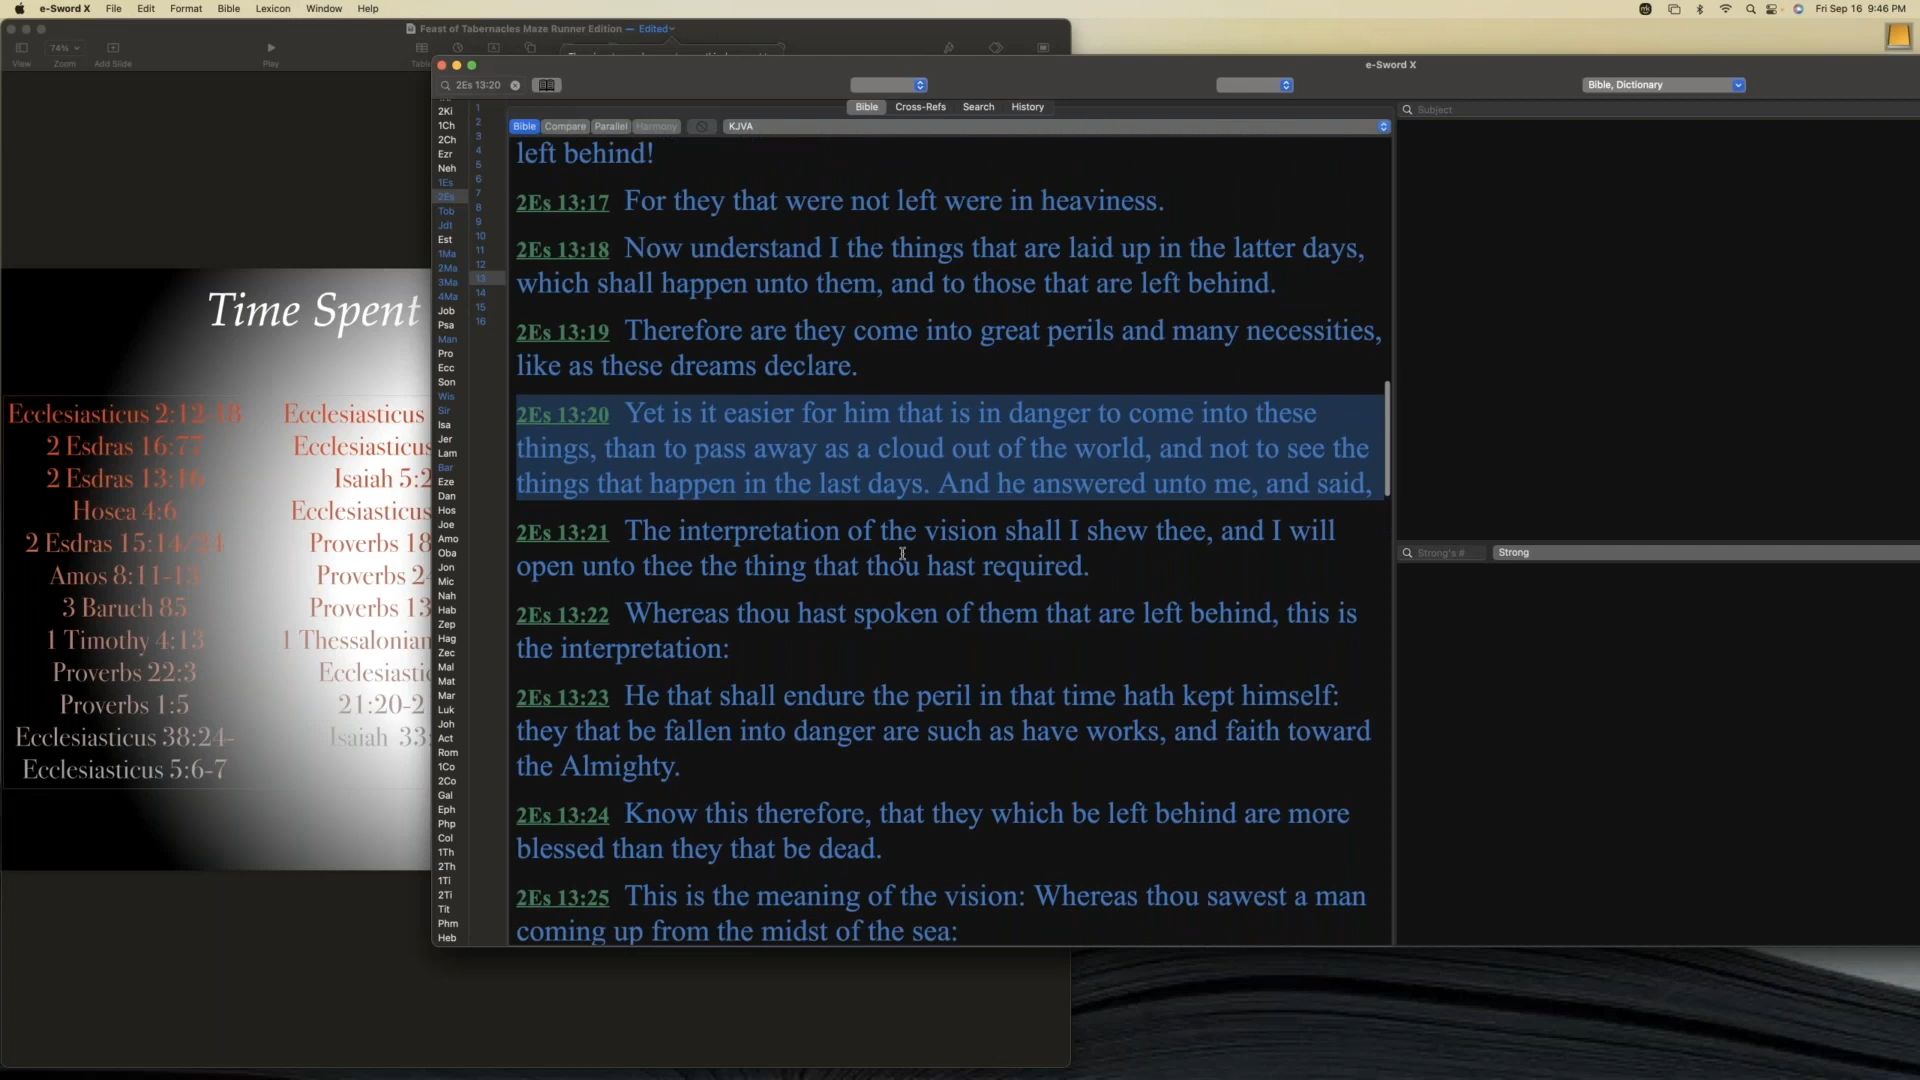 e-Sword X File Edit Format Bible Lexicon Window Help
Fri Sep 16 9:46 PM
Feast of Tabernacles Maze Runner Edition — Edited
74%
View Zoom Add Slide Play Table
e-Sword X
2Es 13:20
Bible, Dictionary
Bible Cross-Refs Search History
Subject
Bible Compare Parallel Harmony KJVA
Strong's # Strong
2Ki
1Ch
2Ch
Ezr
Neh
1Es
2Es
Tob
Jdt
Est
1Ma
2Ma
3Ma
4Ma
Job
Psa
Man
Pro
Ecc
Son
Wis
Sir
Isa
Jer
Lam
Bar
Eze
Dan
Hos
Joe
Amo
Oba
Jon
Mic
Nah
Hab
Zep
Hag
Zec
Mal
Mat
Mar
Luk
Joh
Act
Rom
1Co
2Co
Gal
Eph
Php
Col
1Th
2Th
1Ti
2Ti
Tit
Phm
Heb
1
2
3
4
5
6
7
8
9
10
11
12
13
14
15
16
left behind!
2Es 13:17 For they that were not left were in heaviness.
2Es 13:18 Now understand I the things that are laid up in the latter days,
which shall happen unto them, and to those that are left behind.
2Es 13:19 Therefore are they come into great perils and many necessities,
like as these dreams declare.
2Es 13:20 Yet is it easier for him that is in danger to come into these
things, than to pass away as a cloud out of the world, and not to see the
things that happen in the last days. And he answered unto me, and said,
2Es 13:21 The interpretation of the vision shall I shew thee, and I will
open unto thee the thing that thou hast required.
2Es 13:22 Whereas thou hast spoken of them that are left behind, this is
the interpretation:
2Es 13:23 He that shall endure the peril in that time hath kept himself:
they that be fallen into danger are such as have works, and faith toward
the Almighty.
2Es 13:24 Know this therefore, that they which be left behind are more
blessed than they that be dead.
2Es 13:25 This is the meaning of the vision: Whereas thou sawest a man
coming up from the midst of the sea:
Time Spent
Ecclesiasticus 2:12-18
2 Esdras 16:77
2 Esdras 13:16
Hosea 4:6
2 Esdras 15:14/24
Amos 8:11-13
3 Baruch 85
1 Timothy 4:13
Proverbs 22:3
Proverbs 1:5
Ecclesiasticus 38:24-
Ecclesiasticus 5:6-7
Ecclesiasticus
Ecclesiasticus
Isaiah 5:2
Ecclesiasticus
Proverbs 18
Proverbs 2
Proverbs 13
1 Thessalonian
Ecclesiastic
21:20-2
Isaiah 33: